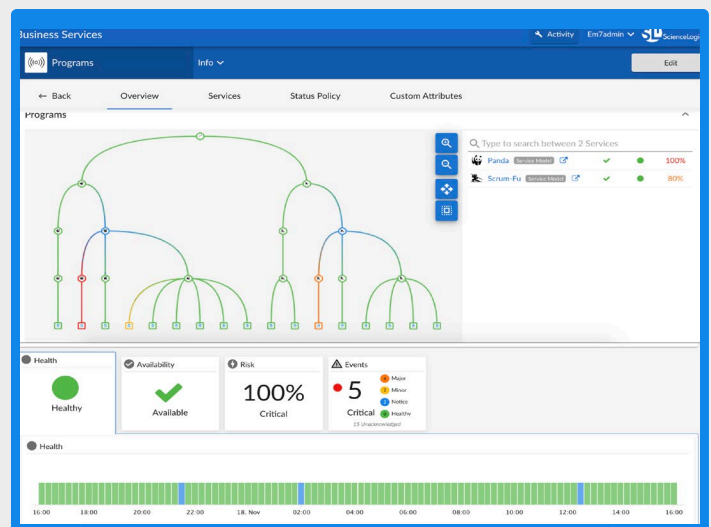 Business Services
Activity
Em7admin
SL ScienceLogic
Programs
Info
Edit
← Back
Overview
Services
Status Policy
Custom Attributes
Programs
Type to search between 2 Services
Panda Service Model 100%
Scrum-Fu Service Model 80%
Health
Healthy
Availability
Available
Risk
100%
Critical
Events
5
Critical
Major
Minor
Notice
Healthy
15 Unacknowledged
Health
16:00 18:00 20:00 22:00 18. Nov 02:00 04:00 06:00 08:00 10:00 12:00 14:00 16:00